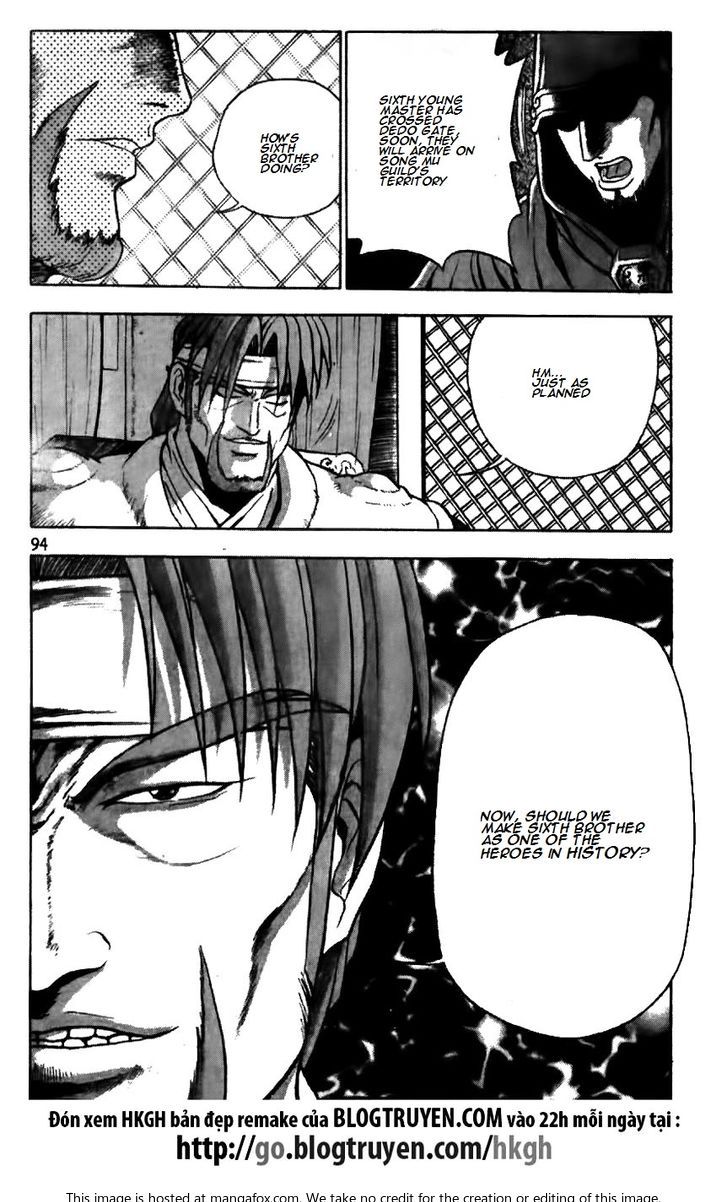 HOW'S
SIXTH
BROTHER
DOING?
SIXTH YOUNG
MASTER HAS
CROSSED
DEDO GATE,
SOON, THEY
WILL ARRIVE ON
SONG MU
GUILD'S
TERRITORY
HM...
JUST AS
PLANNED
94
NOW, SHOULD WE
MAKE SIXTH BROTHER
AS ONE OF THE
HEROES IN HISTORY?
Đón xem HKGH bản đẹp remake của BLOGTRUYEN.COM vào 22h mỗi ngày tại :
http://go.blogtruyen.com/hkgh
This image is hosted at mangafox.com. We take no credit for the creation or editing of this image.